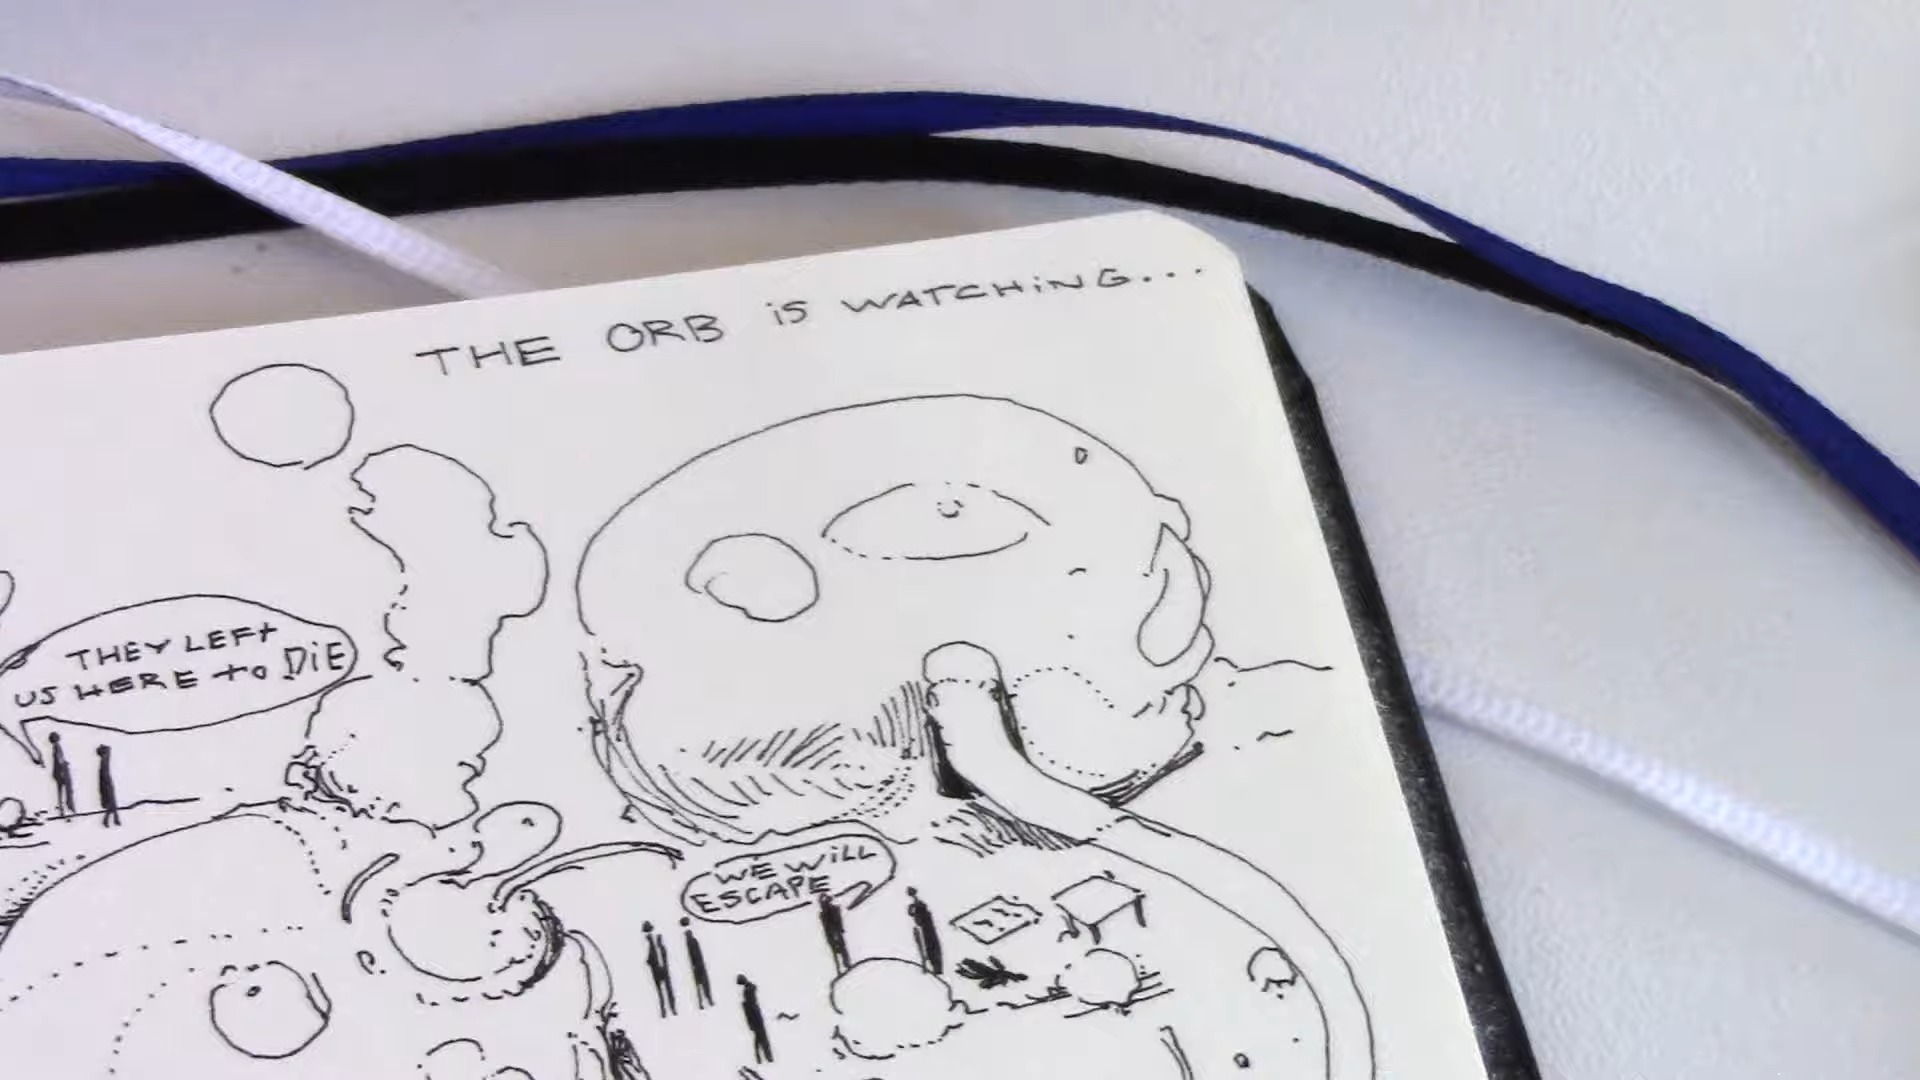 THE ORB iS WATCHiNG...
THEY LEFT
US HERE to DiE
WE WiLL
ESCAPE